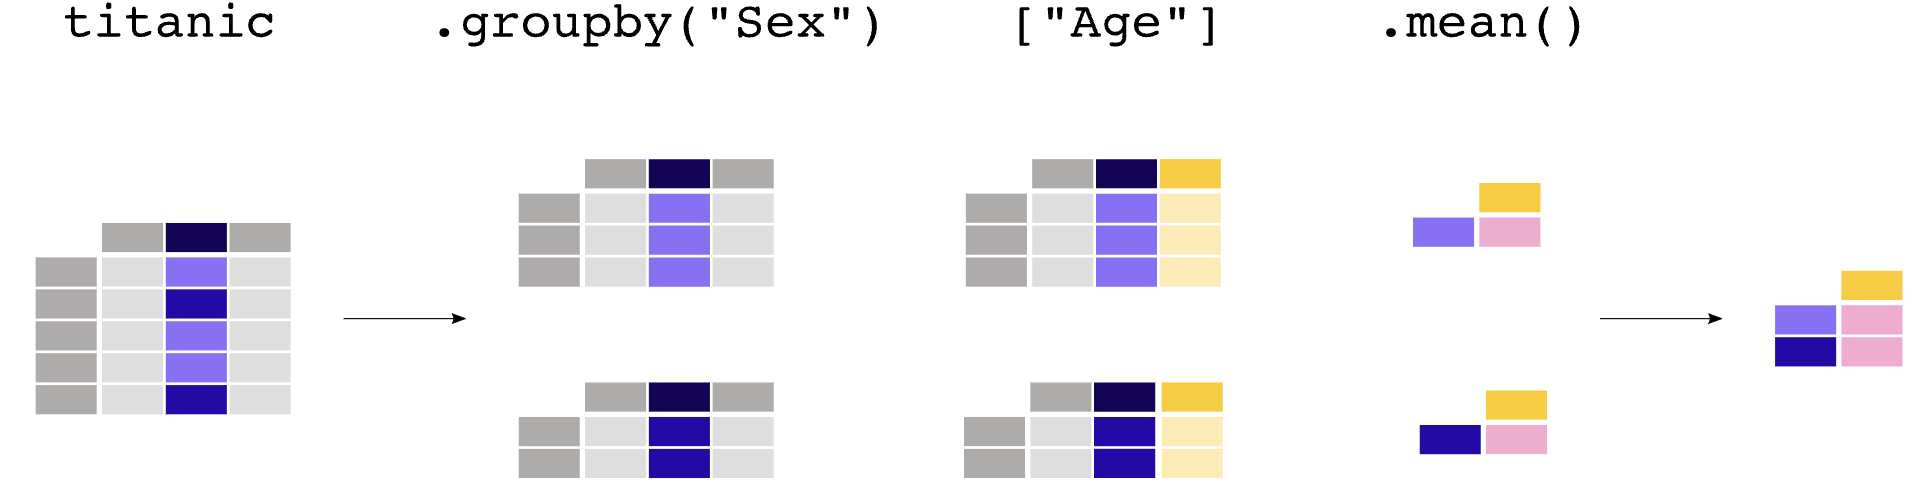 titanic .groupby("Sex") ["Age"] .mean()